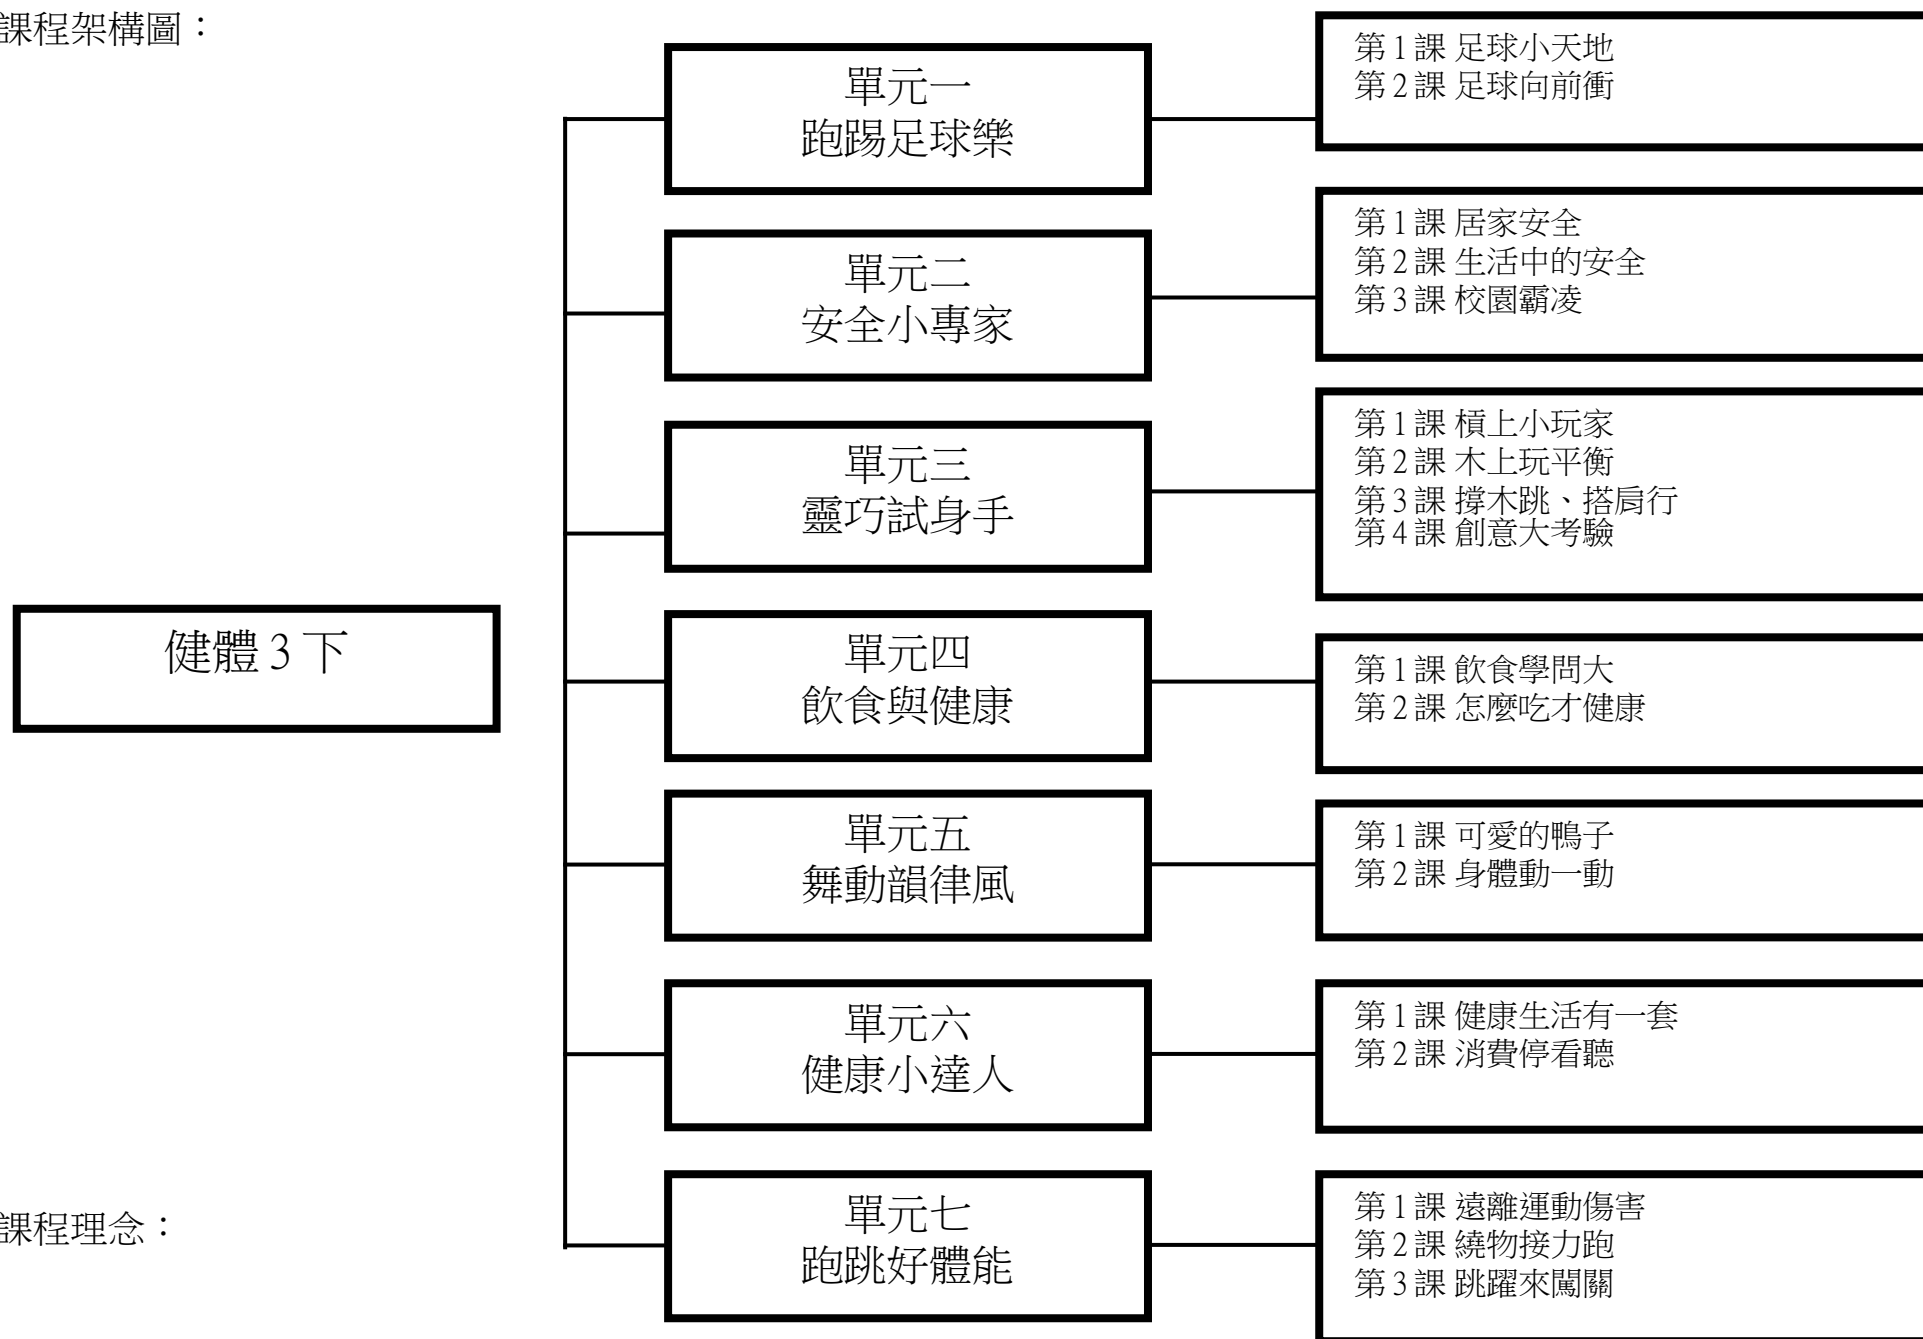 課程架構圖：
單元一
跑踢足球樂
第1課 足球小天地
第2課 足球向前衝
單元二
安全小專家
第1課 居家安全
第2課 生活中的安全
第3課 校園霸凌
單元三
靈巧試身手
第1課 槓上小玩家
第2課 木上玩平衡
第3課 撐木跳、搭肩行
第4課 創意大考驗
健體3下
單元四
飲食與健康
第1課 飲食學問大
第2課 怎麼吃才健康
單元五
舞動韻律風
第1課 可愛的鴨子
第2課 身體動一動
單元六
健康小達人
第1課 健康生活有一套
第2課 消費停看聽
課程理念：
單元七
跑跳好體能
第1課 遠離運動傷害
第2課 繞物接力跑
第3課 跳躍來闖關